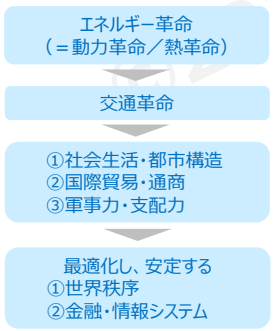 エネルギー革命
（＝動力革命／熱革命）
交通革命
①社会生活・都市構造
②国際貿易・通商
③軍事力・支配力
最適化し、安定する
①世界秩序
②金融・情報システム